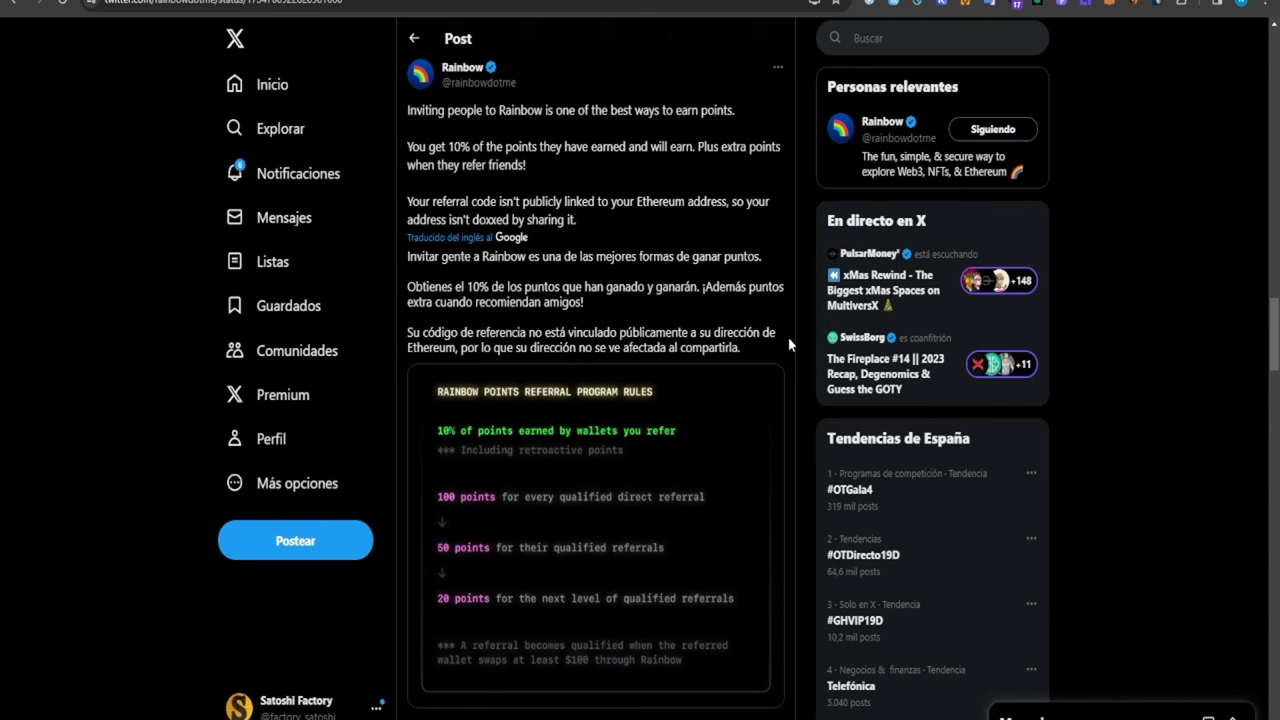 Post
Rainbow
@rainbowdotme
Inviting people to Rainbow is one of the best ways to earn points.
You get 10% of the points they have earned and will earn. Plus extra points
when they refer friends!
Your referral code isn't publicly linked to your Ethereum address, so your
address isn't doxxed by sharing it.
Traducido del inglés al Google
Invitar gente a Rainbow es una de las mejores formas de ganar puntos.
Obtienes el 10% de los puntos que han ganado y ganarán. ¡Además puntos
extra cuando recomiendan amigos!
Su código de referencia no está vinculado públicamente a su dirección de
Ethereum, por lo que su dirección no se ve afectada al compartirla.
RAINBOW POINTS REFERRAL PROGRAM RULES
10% of points earned by wallets you refer
*** Including retroactive points
100 points for every qualified direct referral
↓
50 points for their qualified referrals
↓
20 points for the next level of qualified referrals
*** A referral becomes qualified when the referred
wallet swaps at least $100 through Rainbow
Inicio
Explorar
6
Notificaciones
Mensajes
Listas
Guardados
Comunidades
Premium
Perfil
Más opciones
Postear
Satoshi Factory
@factory_satoshi
17
Buscar
Personas relevantes
Rainbow
@rainbowdotme
Siguiendo
The fun, simple, & secure way to
explore Web3, NFTs, & Ethereum
En directo en X
PulsarMoney está escuchando
xMas Rewind - The
Biggest xMas Spaces on
MultiversX
+148
SwissBorg es coanfitrión
The Fireplace #14 || 2023
Recap, Degenomics &
Guess the GOTY
+11
Tendencias de España
1 · Programas de competición · Tendencia
#OTGala4
319 mil posts
2 · Tendencias
#OTDirecto19D
64,6 mil posts
3 · Solo en X · Tendencia
#GHVIP19D
10,2 mil posts
4 · Negocios & finanzas · Tendencia
Telefónica
5.040 posts